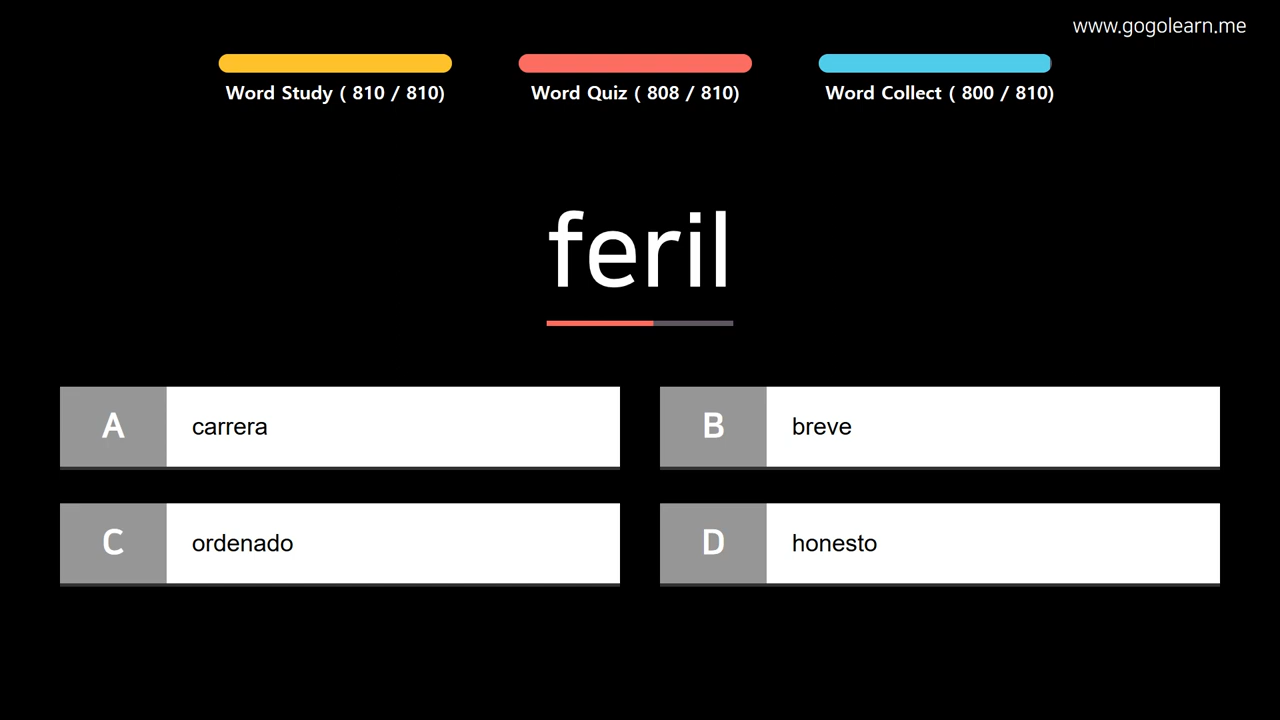 www.gogolearn.me
Word Study ( 810 / 810)
Word Quiz ( 808 / 810)
Word Collect ( 800 / 810)
feril
A carrera
B breve
C ordenado
D honesto